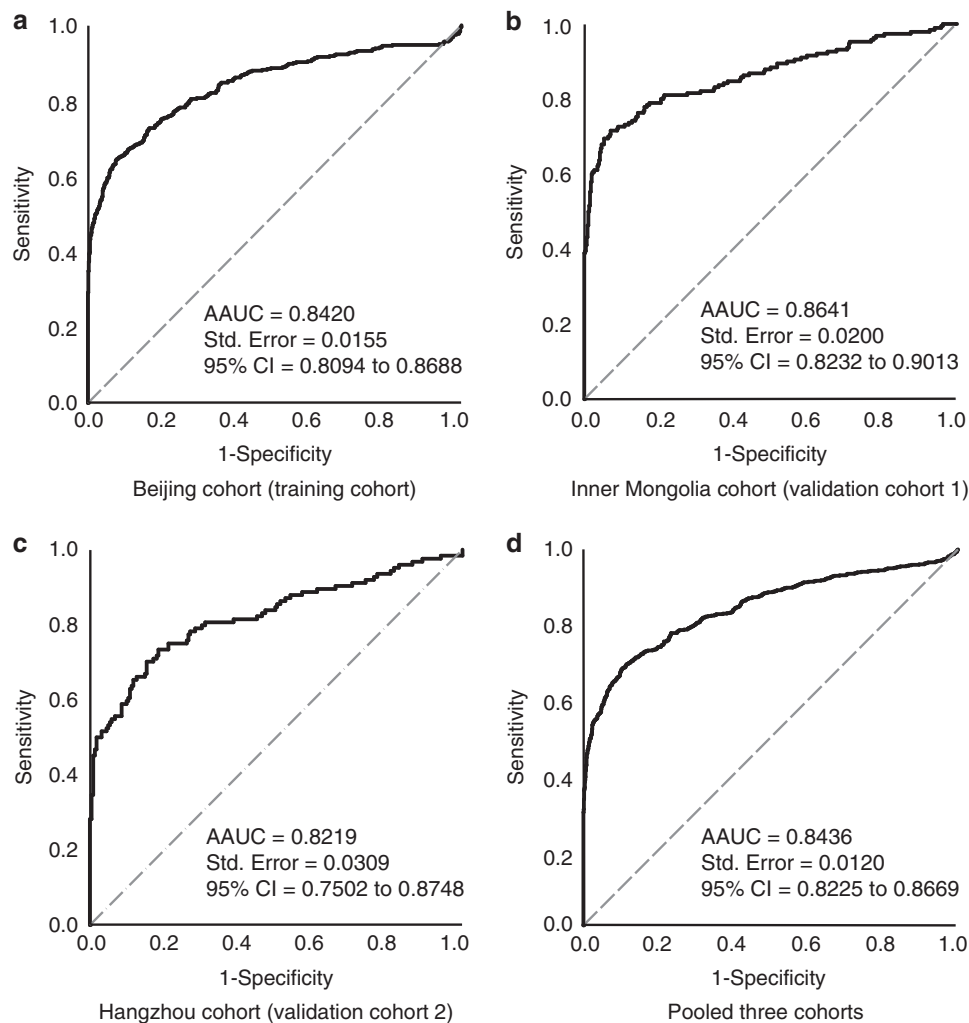 a
1.0
0.8
0.6
0.4
0.2
0.0
Sensitivity
AAUC = 0.8420
Std. Error = 0.0155
95% CI = 0.8094 to 0.8688
0.0 0.2 0.4 0.6 0.8 1.0
1-Specificity
Beijing cohort (training cohort)
b
1.0
0.8
0.6
0.4
0.2
0.0
Sensitivity
AAUC = 0.8641
Std. Error = 0.0200
95% CI = 0.8232 to 0.9013
0.0 0.2 0.4 0.6 0.8 1.0
1-Specificity
Inner Mongolia cohort (validation cohort 1)
c
1.0
0.8
0.6
0.4
0.2
0.0
Sensitivity
AAUC = 0.8219
Std. Error = 0.0309
95% CI = 0.7502 to 0.8748
0.0 0.2 0.4 0.6 0.8 1.0
1-Specificity
Hangzhou cohort (validation cohort 2)
d
1.0
0.8
0.6
0.4
0.2
0.0
Sensitivity
AAUC = 0.8436
Std. Error = 0.0120
95% CI = 0.8225 to 0.8669
0.0 0.2 0.4 0.6 0.8 1.0
1-Specificity
Pooled three cohorts